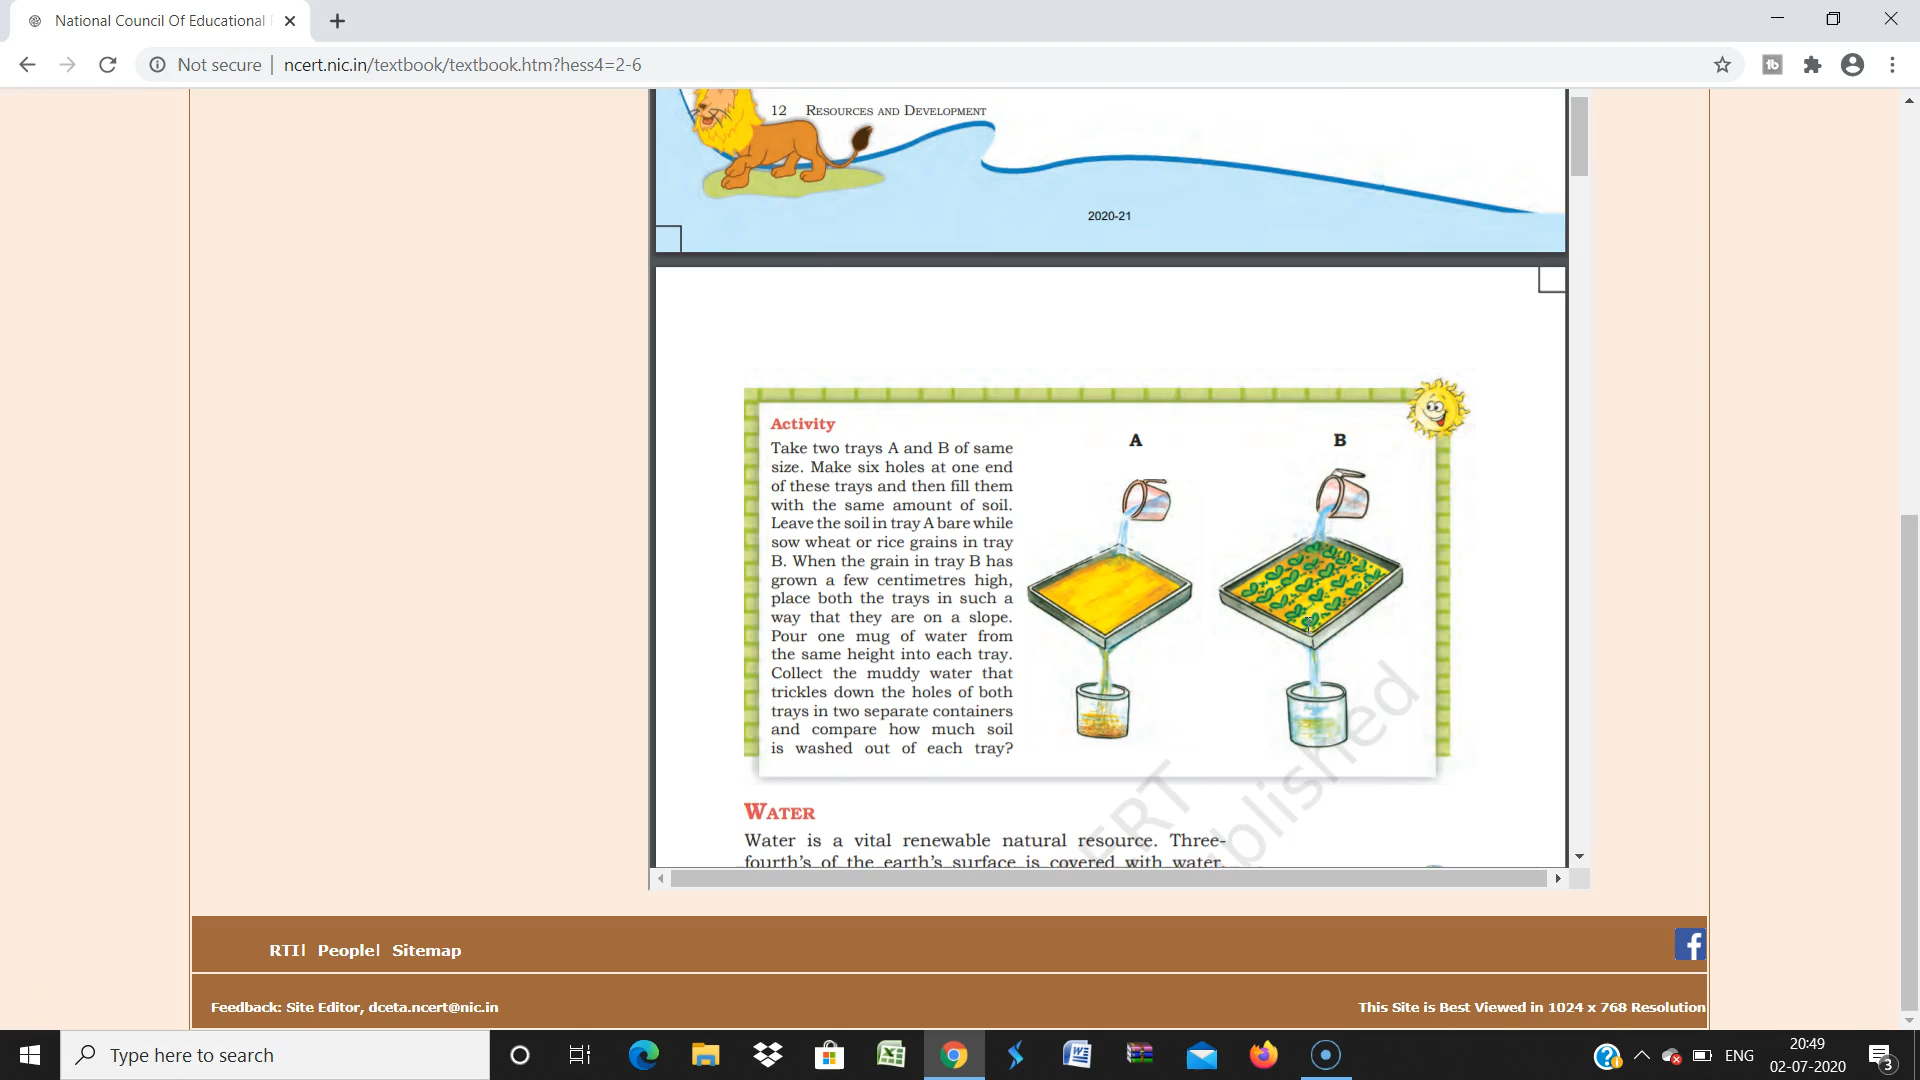 National Council Of Educational
Not secure
ncert.nic.in/textbook/textbook.htm?hess4=2-6
12 RESOURCES AND DEVELOPMENT
2020-21
Activity
Take two trays A and B of same
size. Make six holes at one end
of these trays and then fill them
with the same amount of soil.
Leave the soil in tray A bare while
sow wheat or rice grains in tray
B. When the grain in tray B has
grown a few centimetres high,
place both the trays in such a
way that they are on a slope.
Pour one mug of water from
the same height into each tray.
Collect the muddy water that
trickles down the holes of both
trays in two separate containers
and compare how much soil
is washed out of each tray?
A
B
WATER
Water is a vital renewable natural resource. Three-
fourth's of the earth's surface is covered with water.
RTI| People| Sitemap
Feedback: Site Editor, dceta.ncert@nic.in
This Site is Best Viewed in 1024 x 768 Resolution
Type here to search
ENG
20:49
02-07-2020
3